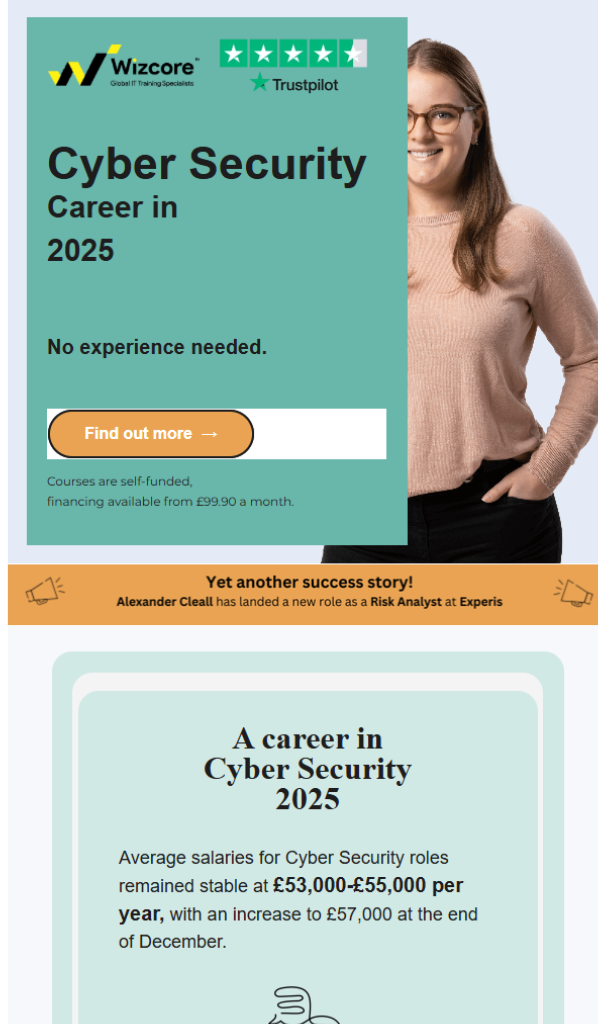 Wizcore™
Global IT Training Specialists
Trustpilot
Cyber Security
Career in
2025
No experience needed.
Find out more →
Courses are self-funded,
financing available from £99.90 a month.
Yet another success story!
Alexander Cleall has landed a new role as a Risk Analyst at Experis
A career in
Cyber Security
2025
Average salaries for Cyber Security roles
remained stable at £53,000-£55,000 per
year, with an increase to £57,000 at the end
of December.